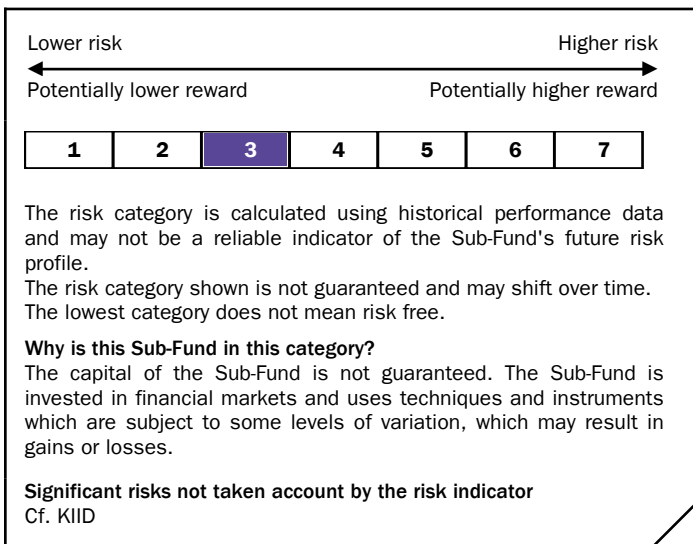 Lower risk Higher risk
Potentially lower reward Potentially higher reward
1 2 3 4 5 6 7
The risk category is calculated using historical performance data
and may not be a reliable indicator of the Sub-Fund's future risk
profile.
The risk category shown is not guaranteed and may shift over time.
The lowest category does not mean risk free.
Why is this Sub-Fund in this category?
The capital of the Sub-Fund is not guaranteed. The Sub-Fund is
invested in financial markets and uses techniques and instruments
which are subject to some levels of variation, which may result in
gains or losses.
Significant risks not taken account by the risk indicator
Cf. KIID